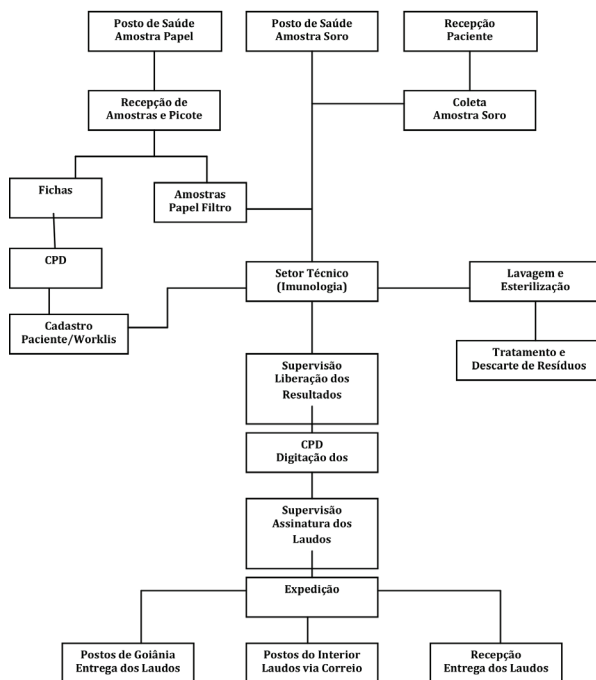 Posto de Saúde
Amostra Papel
Posto de Saúde
Amostra Soro
Recepção
Paciente
Recepção de
Amostras e Picote
Coleta
Amostra Soro
Fichas
Amostras
Papel Filtro
CPD
Setor Técnico
(Imunologia)
Lavagem e
Esterilização
Cadastro
Paciente/Worklis
Tratamento e
Descarte de Resíduos
Supervisão
Liberação dos
Resultados
CPD
Digitação dos
Supervisão
Assinatura dos
Laudos
Expedição
Postos de Goiânia
Entrega dos Laudos
Postos do Interior
Laudos via Correio
Recepção
Entrega dos Laudos